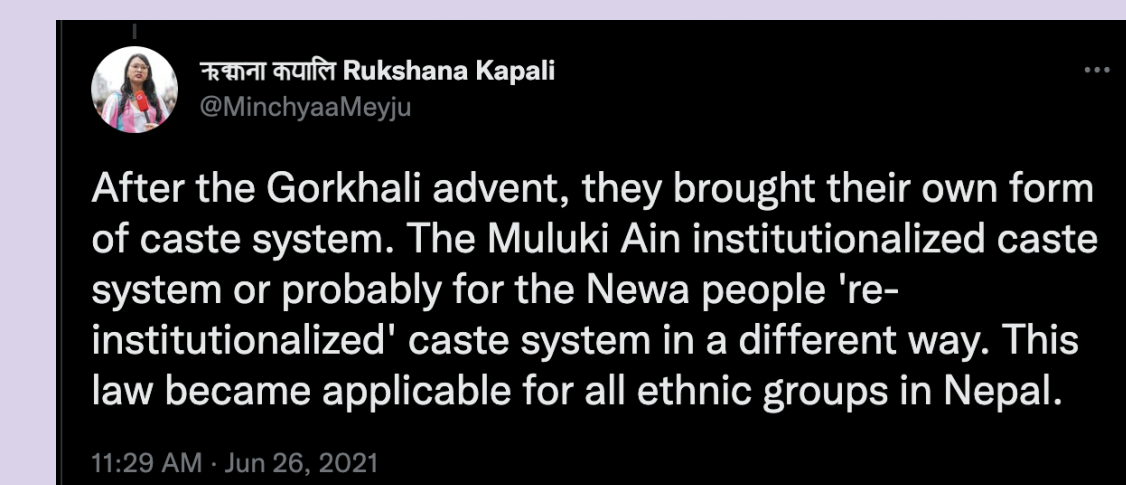 ऋक्षना कपालि Rukshana Kapali
@MinchyaaMeyju
After the Gorkhali advent, they brought their own form
of caste system. The Muluki Ain institutionalized caste
system or probably for the Newa people 're-
institutionalized' caste system in a different way. This
law became applicable for all ethnic groups in Nepal.
11:29 AM · Jun 26, 2021